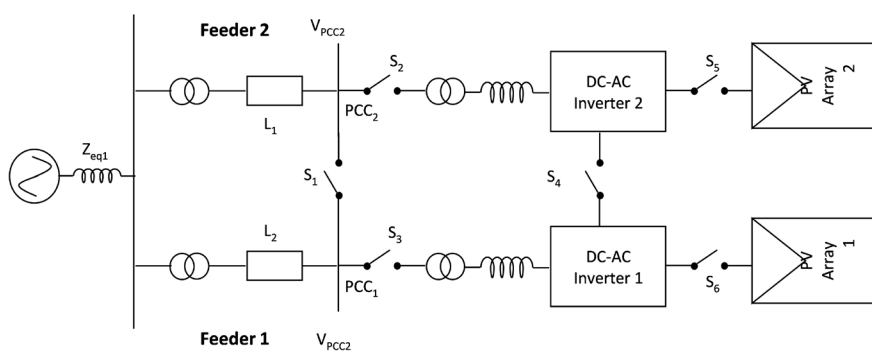 Feeder 2
V_PCC2
S_2
S_5
DC-AC
Inverter 2
PV
Array 2
L_1
PCC_2
Z_eq1
S_1
S_4
L_2
S_3
DC-AC
Inverter 1
PV
Array 1
PCC_1
S_6
Feeder 1
V_PCC2